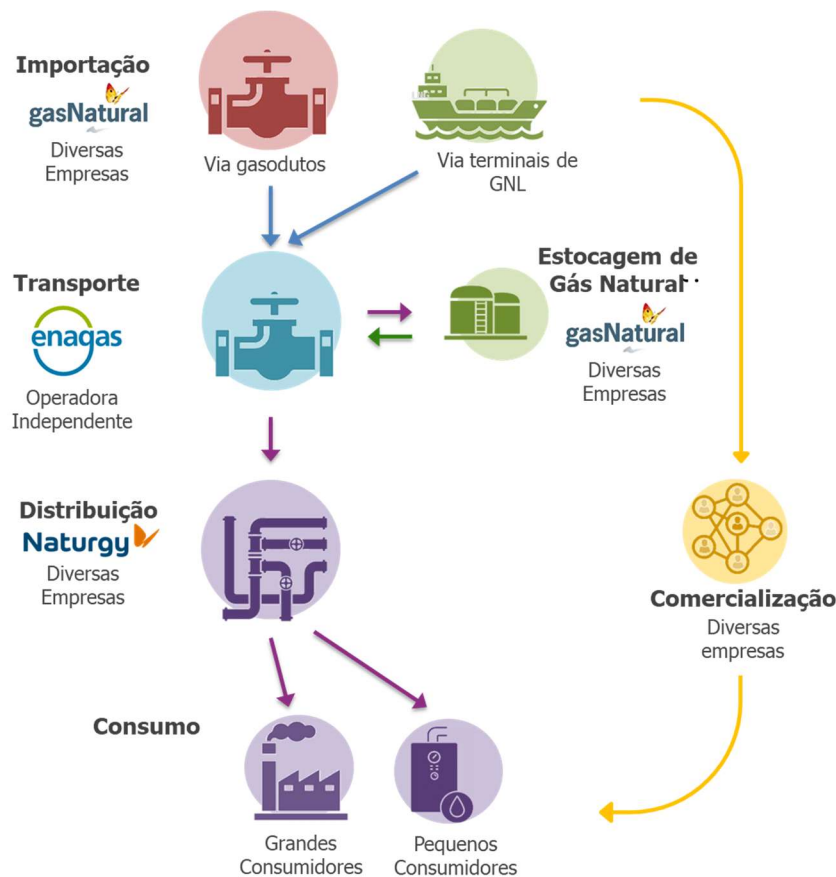 Importação
gasNatural
Diversas
Empresas
Via gasodutos
Via terminais de
GNL
Transporte
enagas
Operadora
Independente
Estocagem de
Gás Natural··
gasNatural
Diversas
Empresas
Distribuição
Naturgy
Diversas
Empresas
Comercialização
Diversas
empresas
Consumo
Grandes
Consumidores
Pequenos
Consumidores